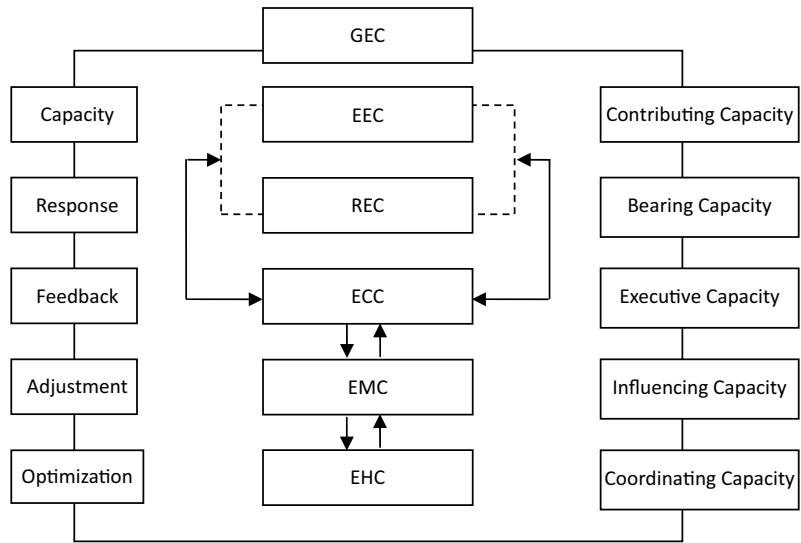 GEC
Capacity
EEC
Contributing Capacity
Response
REC
Bearing Capacity
Feedback
ECC
Executive Capacity
Adjustment
EMC
Influencing Capacity
Optimization
EHC
Coordinating Capacity